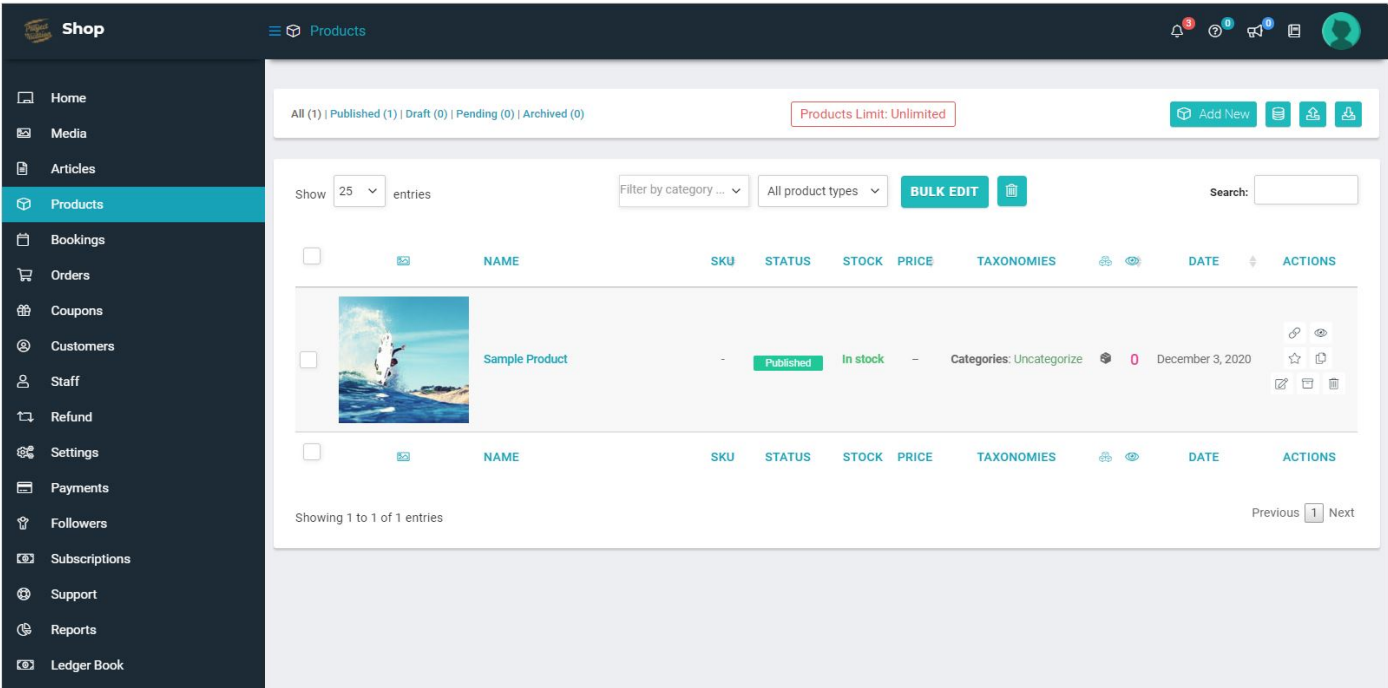 Shop
Products
3
0
0
Home
Media
Articles
Products
Bookings
Orders
Coupons
Customers
Staff
Refund
Settings
Payments
Followers
Subscriptions
Support
Reports
Ledger Book
All (1) | Published (1) | Draft (0) | Pending (0) | Archived (0)
Products Limit: Unlimited
Add New
Show 25 entries
Filter by category ...
All product types
BULK EDIT
Search:
NAME SKU STATUS STOCK PRICE TAXONOMIES DATE ACTIONS
Sample Product - Published In stock – Categories: Uncategorize 0 December 3, 2020
NAME SKU STATUS STOCK PRICE TAXONOMIES DATE ACTIONS
Showing 1 to 1 of 1 entries
Previous 1 Next